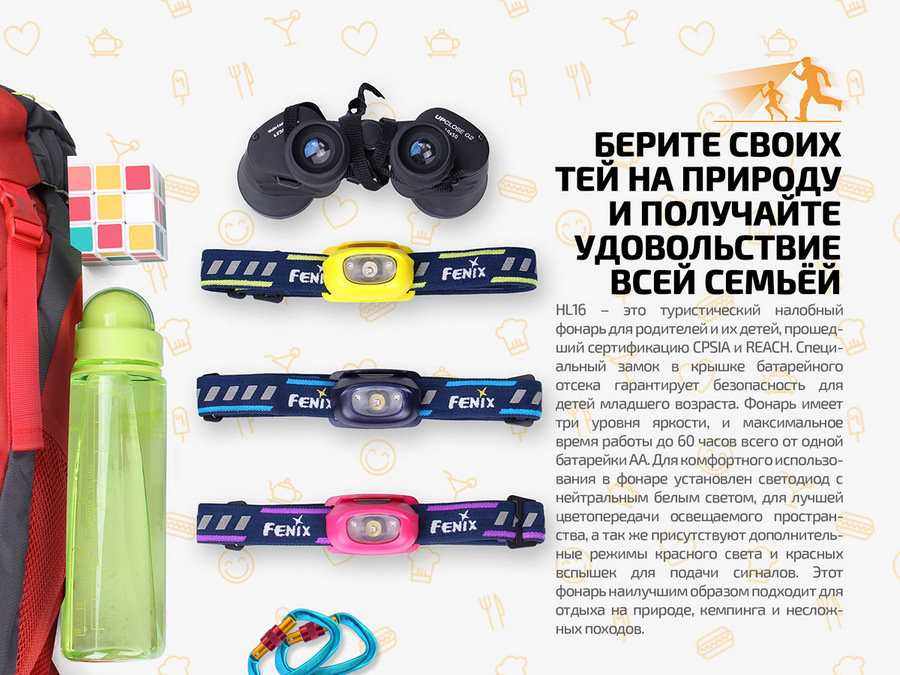 UPCLOSE G2
FENIX
FENIX
FENIX
FENIX
FENIX
БЕРИТЕ СВОИХ
ТЕЙ НА ПРИРОДУ
И ПОЛУЧАЙТЕ
УДОВОЛЬСТВИЕ
ВСЕЙ СЕМЬЁЙ
HL16 – это туристический налобный
фонарь для родителей и их детей, прошед-
ший сертификацию CPSIA и REACH. Специ-
альный замок в крышке батарейного
отсека гарантирует безопасность для
детей младшего возраста. Фонарь имеет
три уровня яркости, и максимальное
время работы до 60 часов всего от одной
батарейки АА. Для комфортного использо-
вания в фонаре установлен светодиод с
нейтральным белым светом, для лучшей
цветопередачи освещаемого простран-
ства, а так же присутствуют дополнитель-
ные режимы красного света и красных
вспышек для подачи сигналов. Этот
фонарь наилучшим образом подходит для
отдыха на природе, кемпинга и неслож-
ных походов.